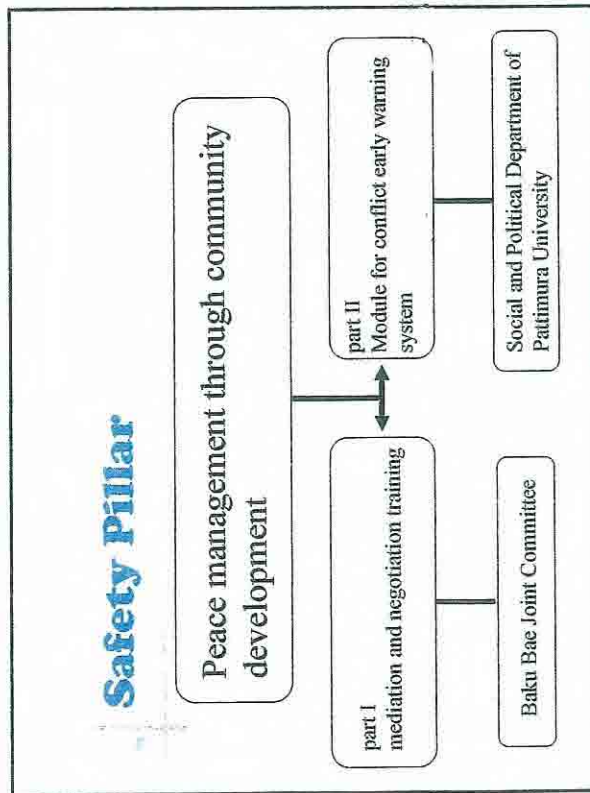 Safety Pillar
Peace management through community
development
part I
mediation and negotiation training
part II
Module for conflict early warning
system
Baku Bae Joint Committee
Social and Political Department of
Pattimura University